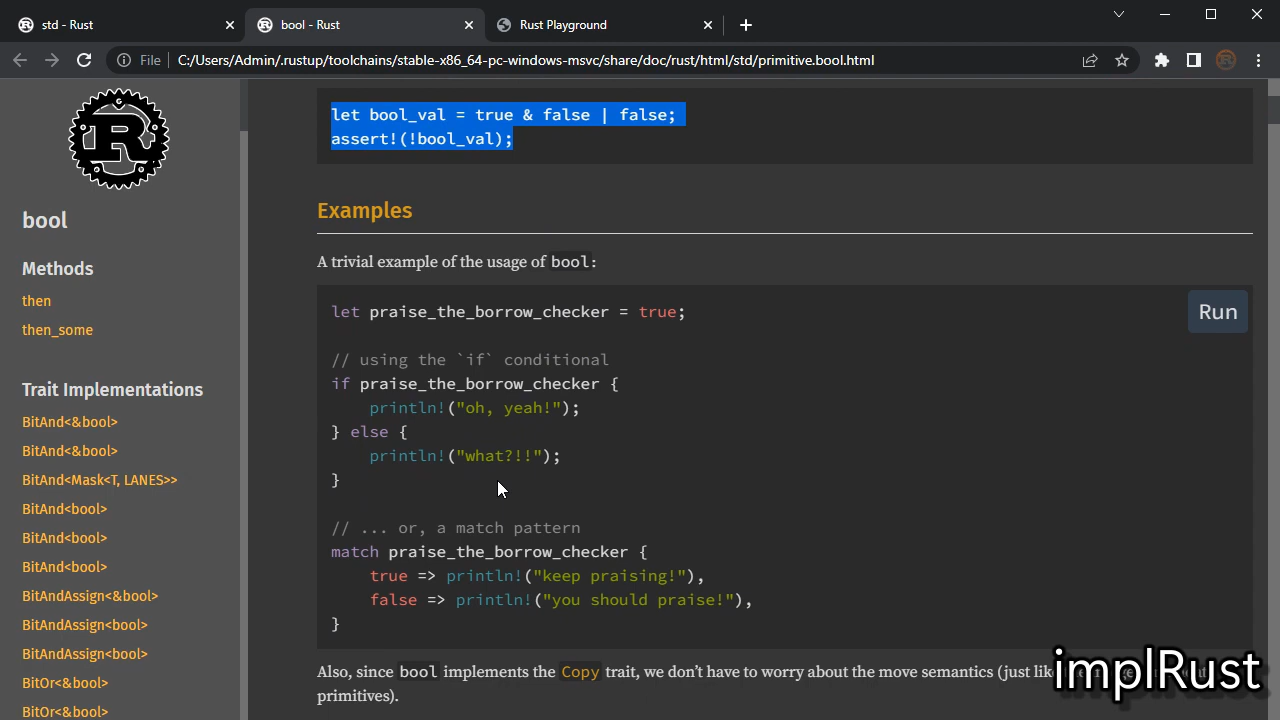 std - Rust
bool - Rust
Rust Playground
File
C:/Users/Admin/.rustup/toolchains/stable-x86_64-pc-windows-msvc/share/doc/rust/html/std/primitive.bool.html
R
bool
Methods
then
then_some
Trait Implementations
BitAnd<&bool>
BitAnd<&bool>
BitAnd<Mask<T, LANES>>
BitAnd<bool>
BitAnd<bool>
BitAnd<bool>
BitAndAssign<&bool>
BitAndAssign<bool>
BitAndAssign<bool>
BitOr<&bool>
BitOr<&bool>
let bool_val = true & false | false;
assert!(!bool_val);
Examples
A trivial example of the usage of bool:
Run
let praise_the_borrow_checker = true;
// using the `if` conditional
if praise_the_borrow_checker {
    println!("oh, yeah!");
} else {
    println!("what?!!");
}
// ... or, a match pattern
match praise_the_borrow_checker {
    true => println!("keep praising!"),
    false => println!("you should praise!"),
}
Also, since bool implements the Copy trait, we don't have to worry about the move semantics (just
primitives).
implRust